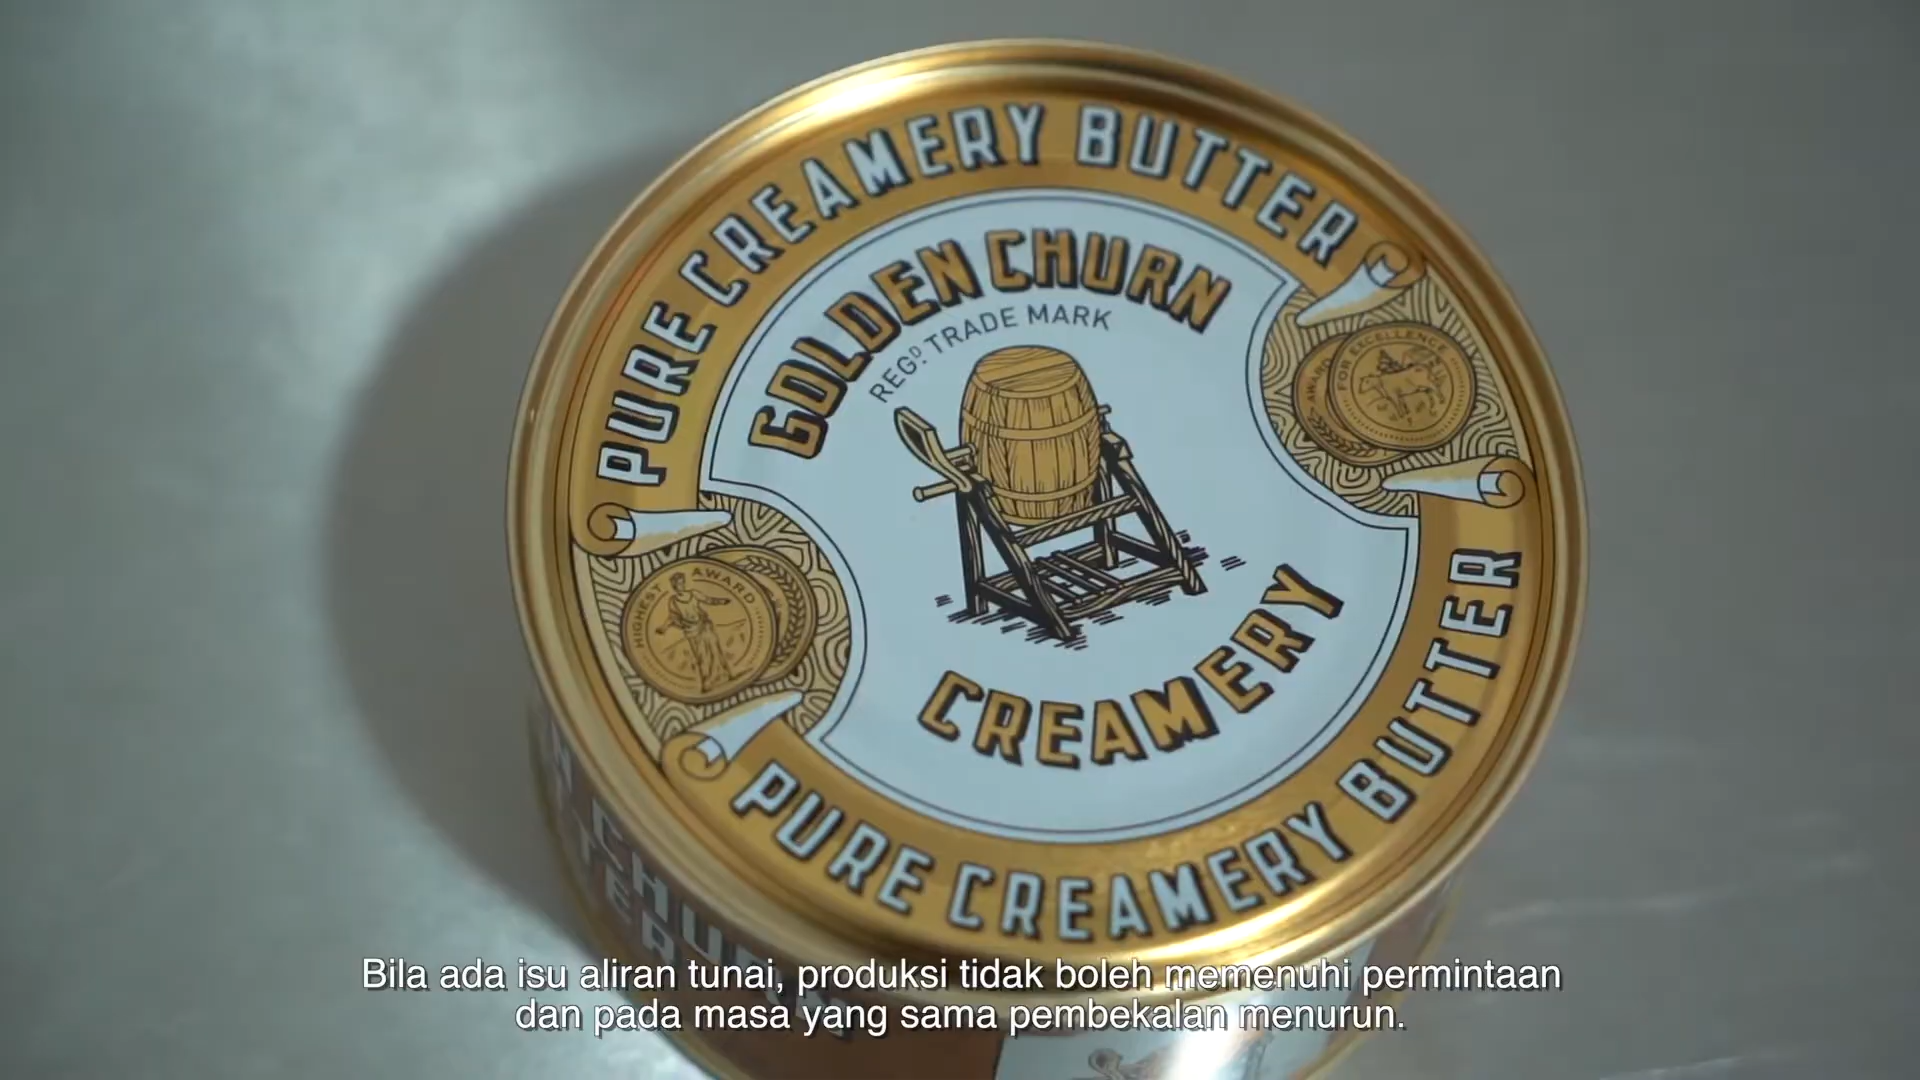 PURE CREAMERY BUTTER
GOLDEN CHURN
REGD. TRADE MARK
AWARD
FOR EXCELLENCE
HIGHEST AWARD
CREAMERY
PURE CREAMERY BUTTER
Bila ada isu aliran tunai, produksi tidak boleh memenuhi permintaan
dan pada masa yang sama pembekalan menurun.